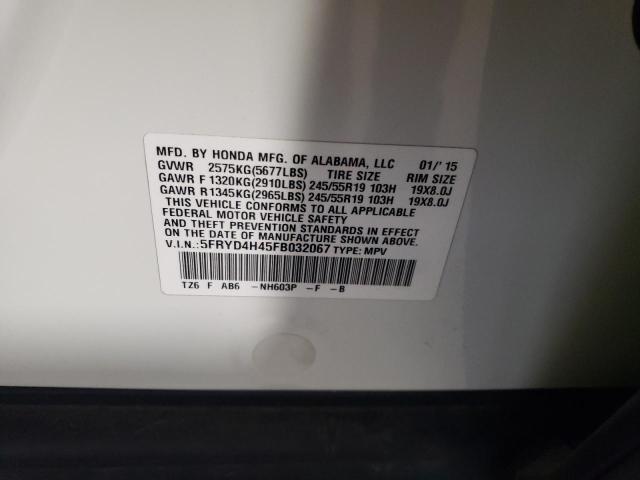 MFD. BY HONDA MFG. OF ALABAMA, LLC 01/' 15
GVWR 2575KG(5677LBS) TIRE SIZE RIM SIZE
GAWR F 1320KG(2910LBS) 245/55R19 103H 19X8.0J
GAWR R 1345KG(2965LBS) 245/55R19 103H 19X8.0J
THIS VEHICLE CONFORMS TO ALL APPLICABLE
FEDERAL MOTOR VEHICLE SAFETY
AND THEFT PREVENTION STANDARDS IN EFFECT
ON THE DATE OF MANUFACTURE SHOWN ABOVE.
V.I.N.:5FRYD4H45FB032067 TYPE: MPV
TZ6 F AB6 -NH603P -F -B